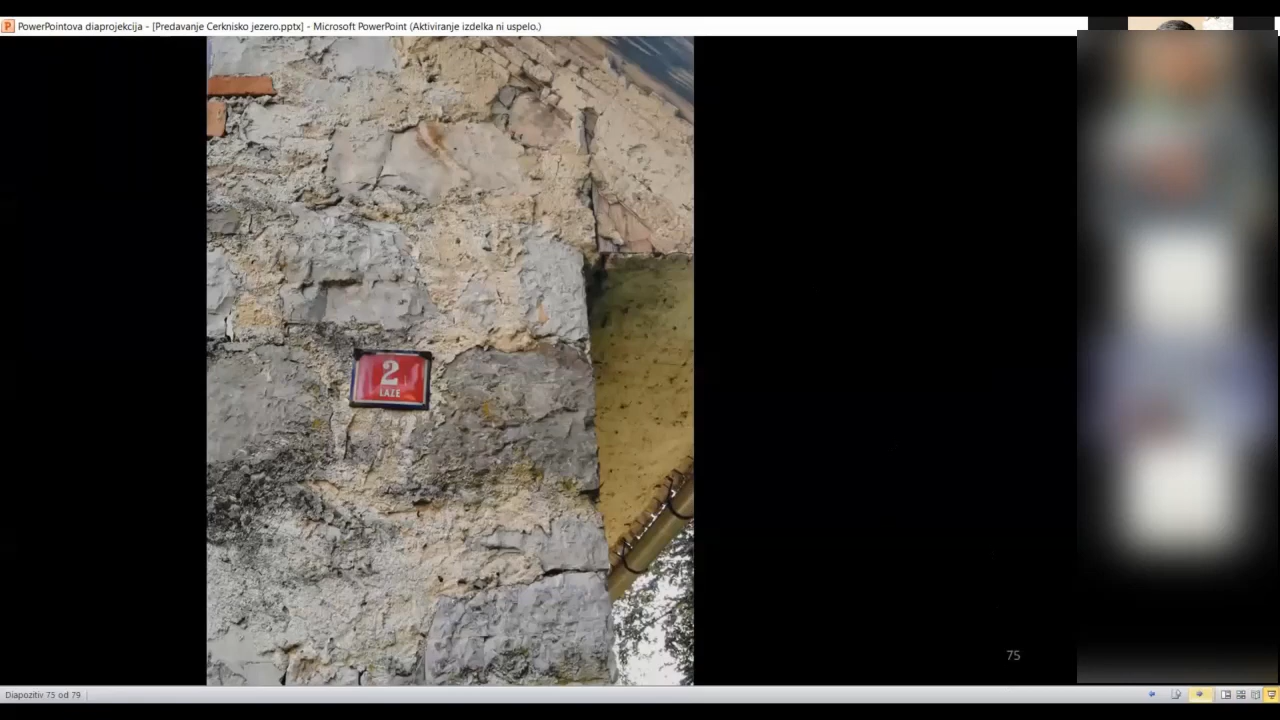 PowerPointova diaprojekcija - [Predavanje Cerknisko jezero.pptx] - Microsoft PowerPoint (Aktiviranje izdelka ni uspelo.)
2
LAZE
75
Diapozitiv 75 od 79